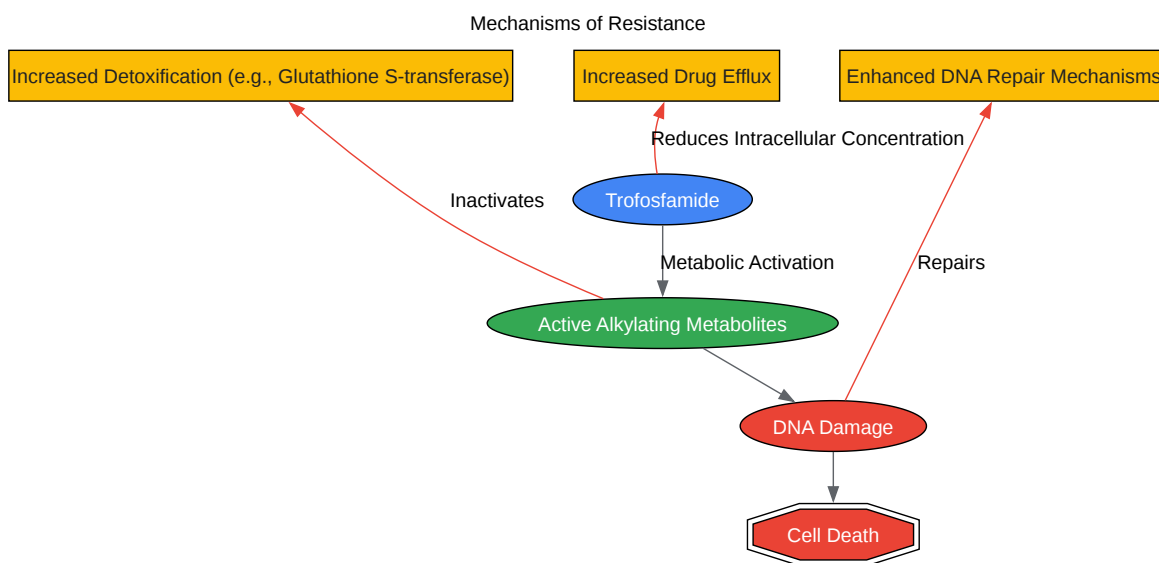 Mechanisms of Resistance
Increased Detoxification (e.g., Glutathione S-transferase)
Increased Drug Efflux
Enhanced DNA Repair Mechanisms
Reduces Intracellular Concentration
Inactivates
Trofosfamide
Metabolic Activation
Repairs
Active Alkylating Metabolites
DNA Damage
Cell Death